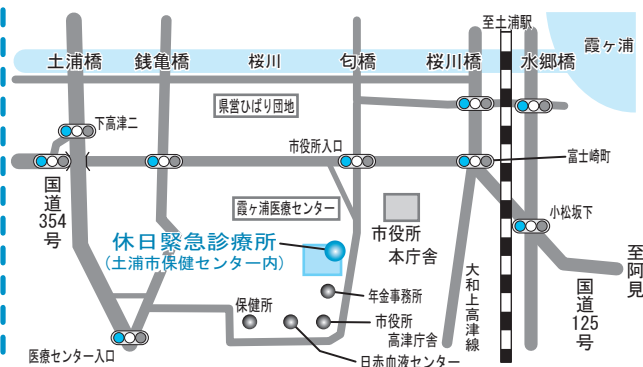 至土浦駅
霞ヶ浦
土浦橋
銭亀橋
桜川
匂橋
桜川橋
水郷橋
県営ひばり団地
下高津二
市役所入口
富士崎町
国道354号
霞ヶ浦医療センター
市役所
本庁舎
小松坂下
休日緊急診療所
(土浦市保健センター内)
至阿見
大和上高津線
国道125号
年金事務所
保健所
市役所
高津庁舎
医療センター入口
日赤血液センター